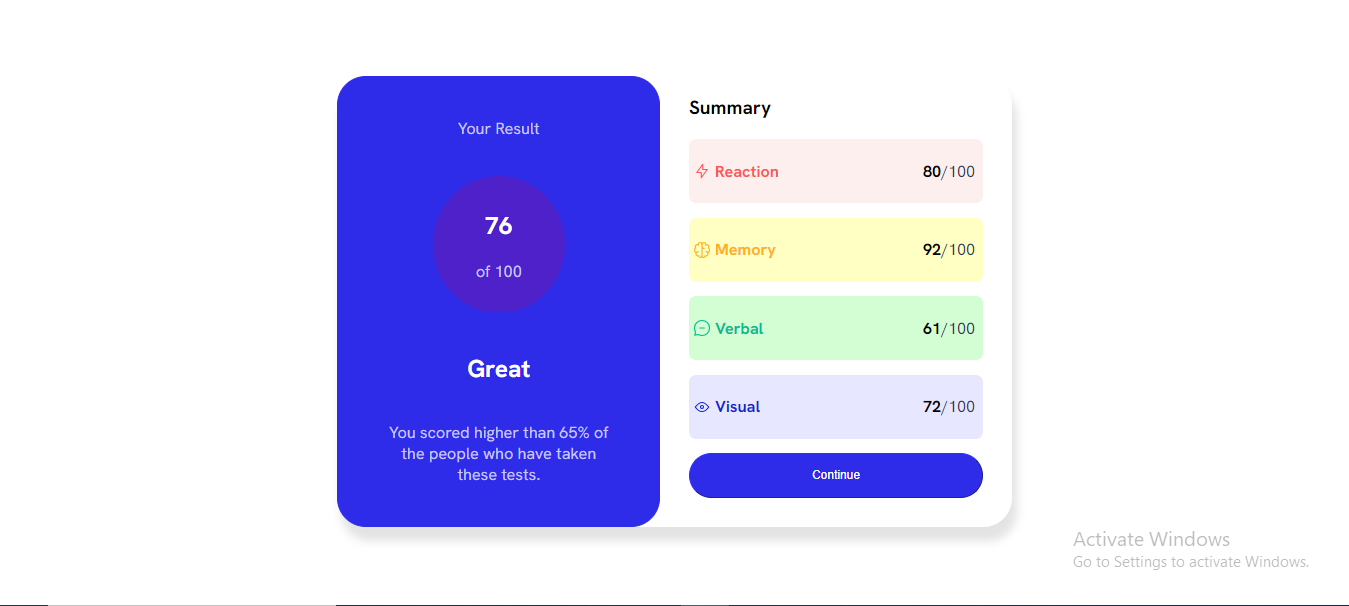 Your Result
76
of 100
Great
You scored higher than 65% of
the people who have taken
these tests.
Summary
Reaction 80/100
Memory 92/100
Verbal 61/100
Visual 72/100
Continue
Activate Windows
Go to Settings to activate Windows.